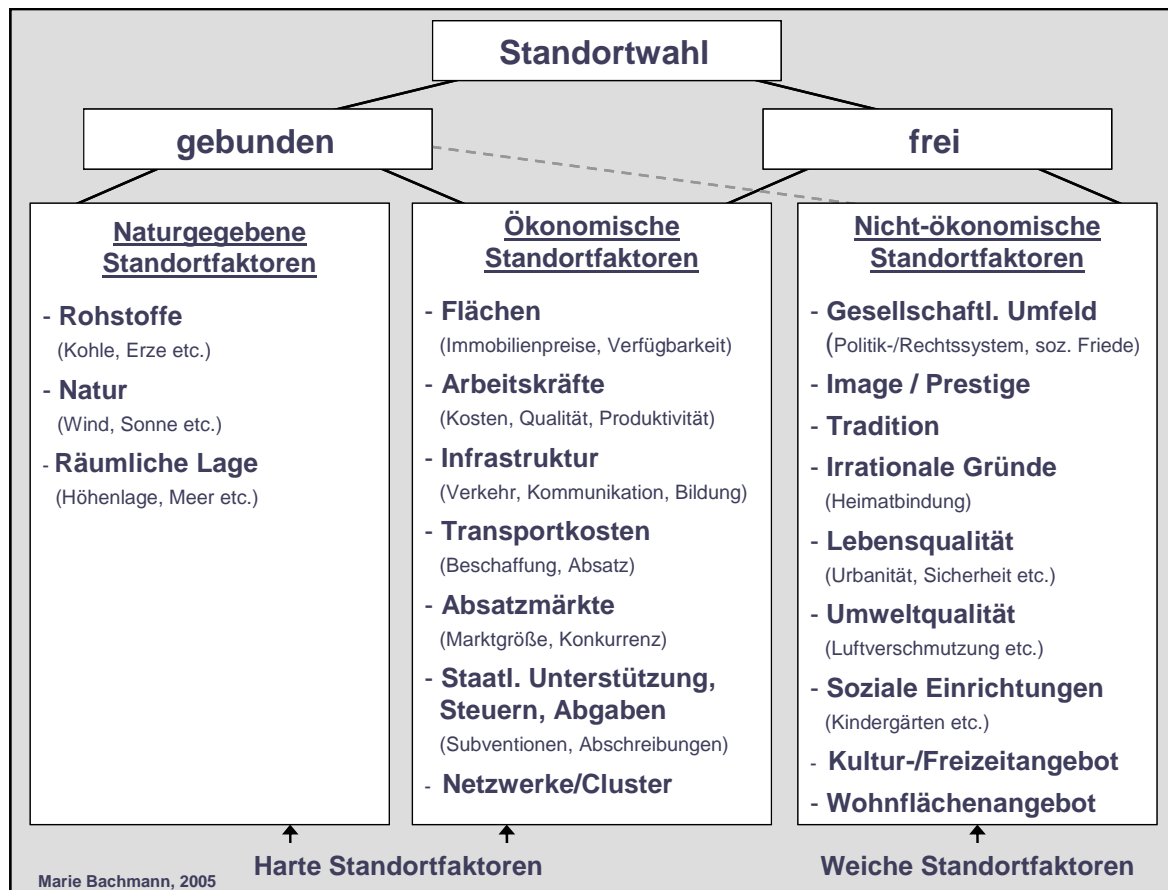 Standortwahl
gebunden
frei
Naturgegebene
Standortfaktoren
- Rohstoffe
(Kohle, Erze etc.)
- Natur
(Wind, Sonne etc.)
- Räumliche Lage
(Höhenlage, Meer etc.)
Ökonomische
Standortfaktoren
- Flächen
(Immobilienpreise, Verfügbarkeit)
- Arbeitskräfte
(Kosten, Qualität, Produktivität)
- Infrastruktur
(Verkehr, Kommunikation, Bildung)
- Transportkosten
(Beschaffung, Absatz)
- Absatzmärkte
(Marktgröße, Konkurrenz)
- Staatl. Unterstützung,
Steuern, Abgaben
(Subventionen, Abschreibungen)
- Netzwerke/Cluster
Nicht-ökonomische
Standortfaktoren
- Gesellschaftl. Umfeld
(Politik-/Rechtssystem, soz. Friede)
- Image / Prestige
- Tradition
- Irrationale Gründe
(Heimatbindung)
- Lebensqualität
(Urbanität, Sicherheit etc.)
- Umweltqualität
(Luftverschmutzung etc.)
- Soziale Einrichtungen
(Kindergärten etc.)
- Kultur-/Freizeitangebot
- Wohnflächenangebot
Harte Standortfaktoren
Weiche Standortfaktoren
Marie Bachmann, 2005